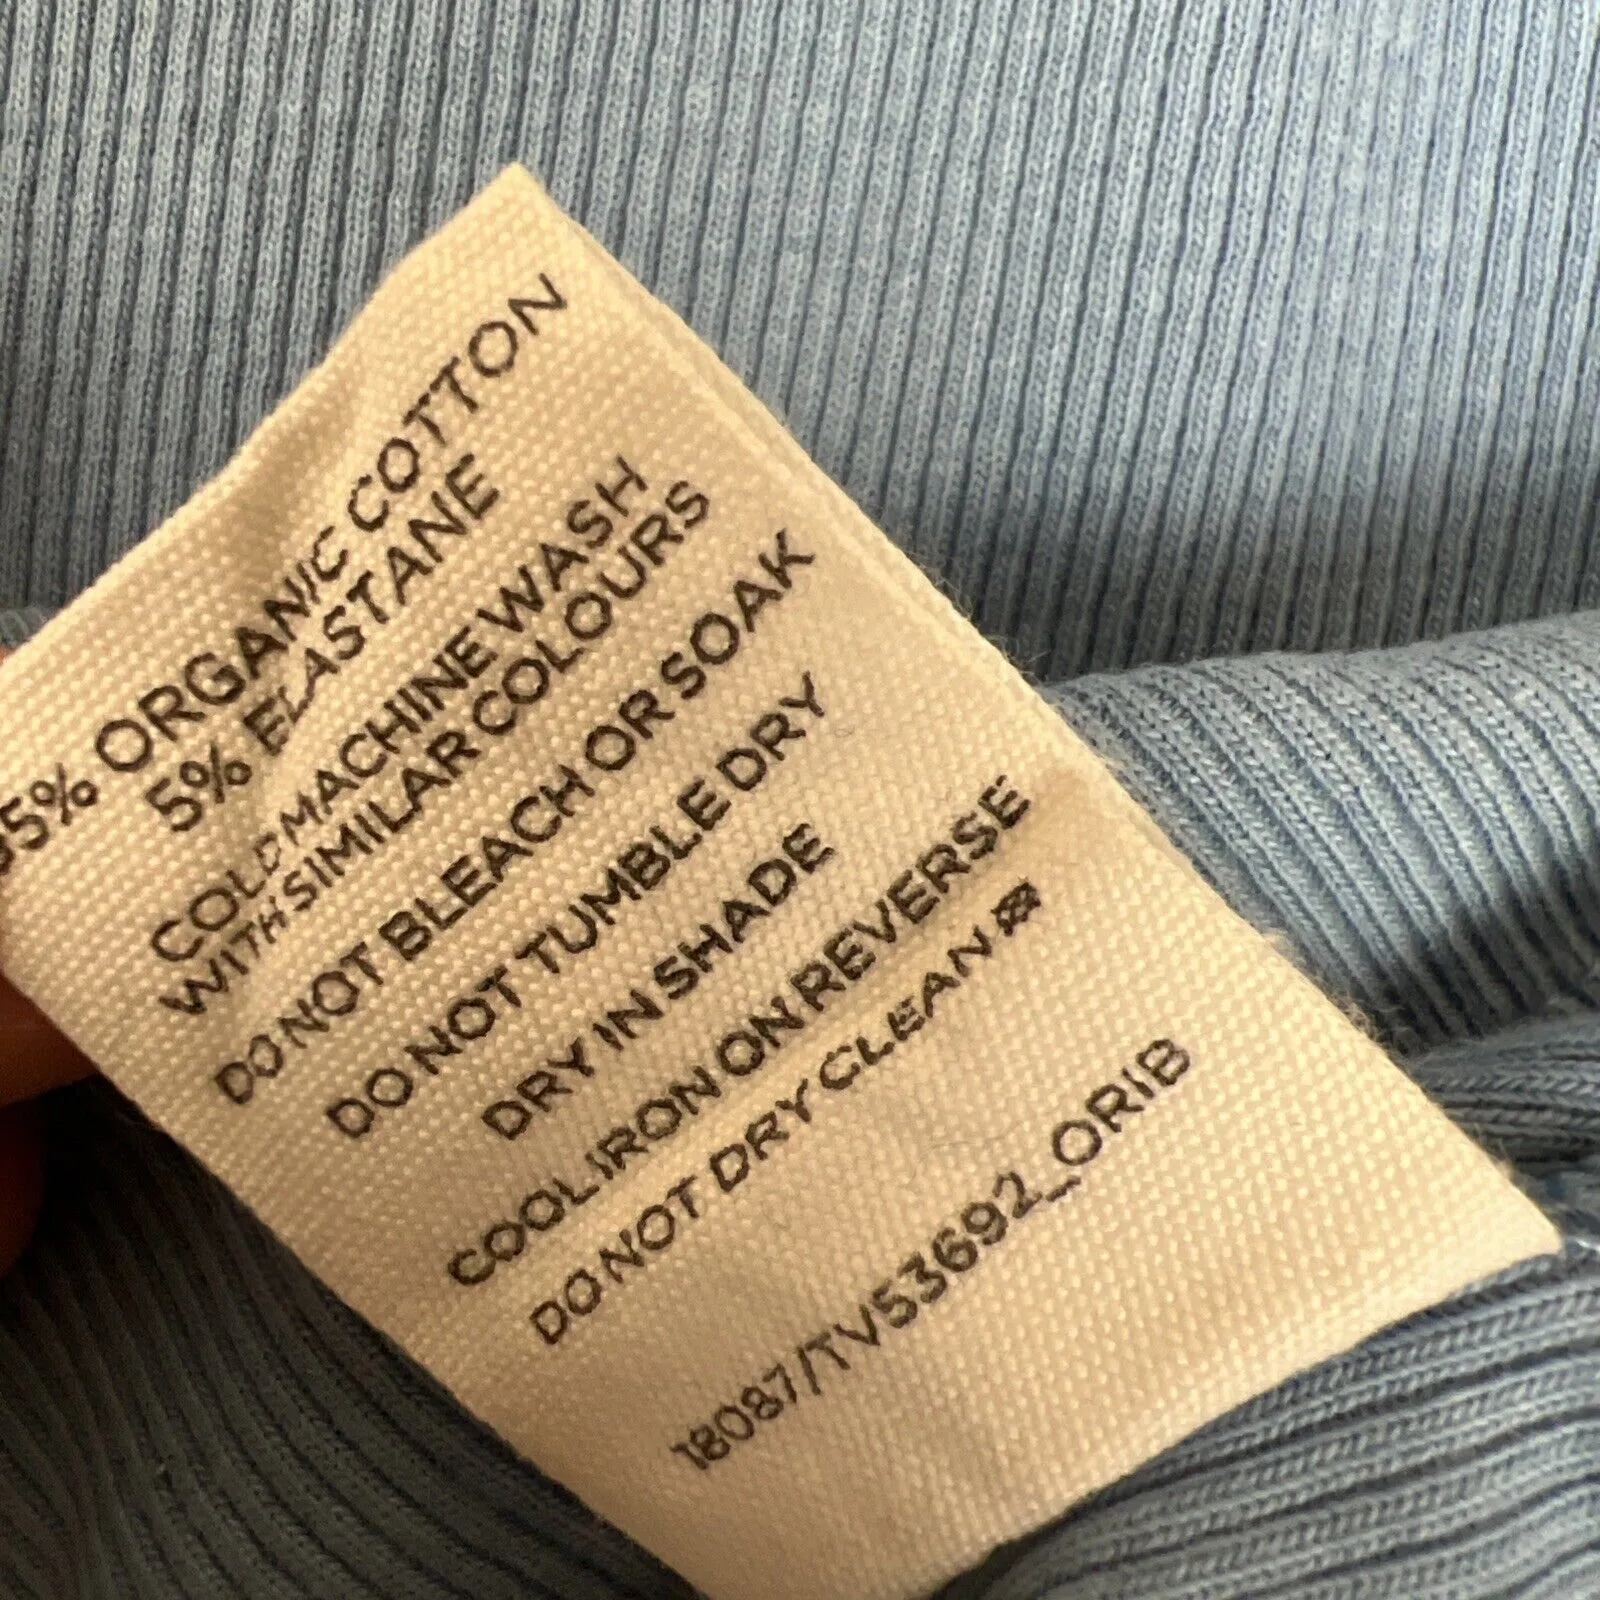 95% ORGANIC COTTON
5% ELASTANE
COLD MACHINE WASH
WITH SIMILAR COLOURS
DO NOT BLEACH OR SOAK
DO NOT TUMBLE DRY
DRY IN SHADE
COOL IRON ON REVERSE
DO NOT DRY CLEAN
18087/TV53692_ORIB